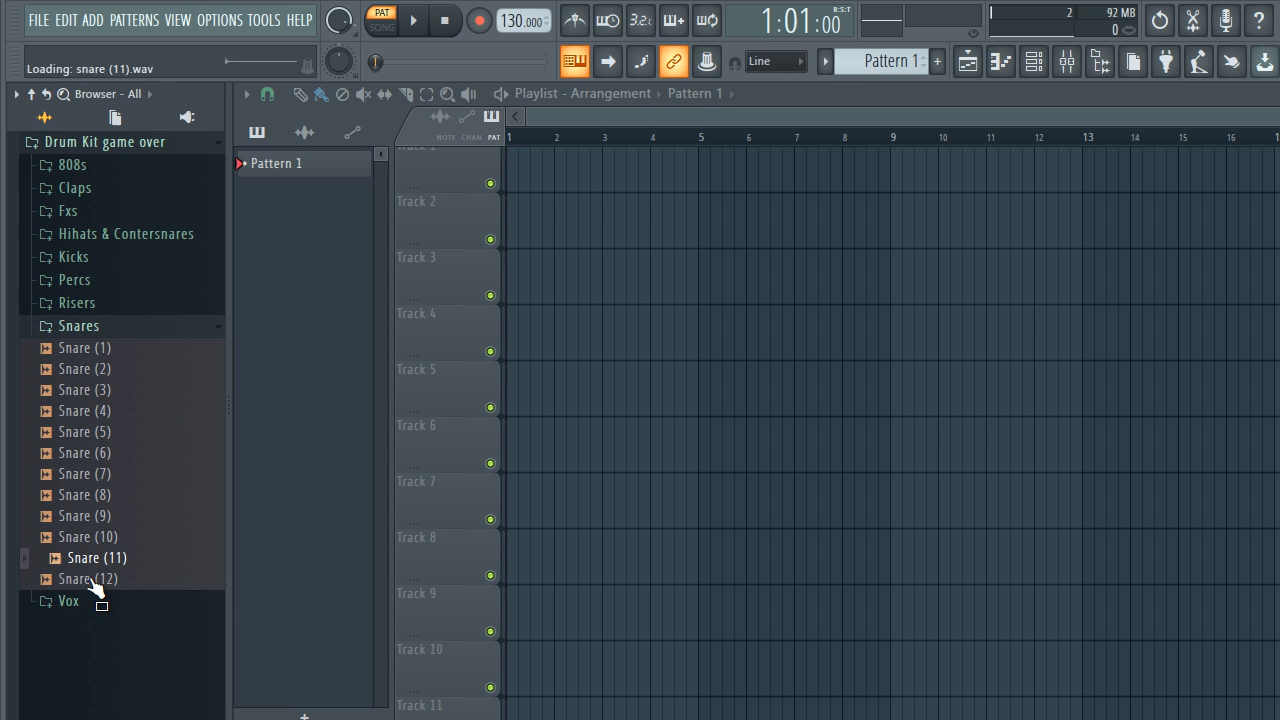 FILE EDIT ADD PATTERNS VIEW OPTIONS TOOLS HELP
PAT
SONG
130.000
3.2.
1:01:00
B:S:T
2
92 MB
0
Loading: snare (11).wav
Line
Pattern 1
+
Browser - All
Playlist - Arrangement
Pattern 1
NOTE CHAN PAT
1 2 3 4 5 6 7 8 9 10 11 12 13 14 15 16 1
Drum Kit game over
808s
Claps
Fxs
Hihats & Contersnares
Kicks
Percs
Risers
Snares
Snare (1)
Snare (2)
Snare (3)
Snare (4)
Snare (5)
Snare (6)
Snare (7)
Snare (8)
Snare (9)
Snare (10)
Snare (11)
Snare (12)
Vox
Pattern 1
+
Track 1
Track 2
Track 3
Track 4
Track 5
Track 6
Track 7
Track 8
Track 9
Track 10
Track 11